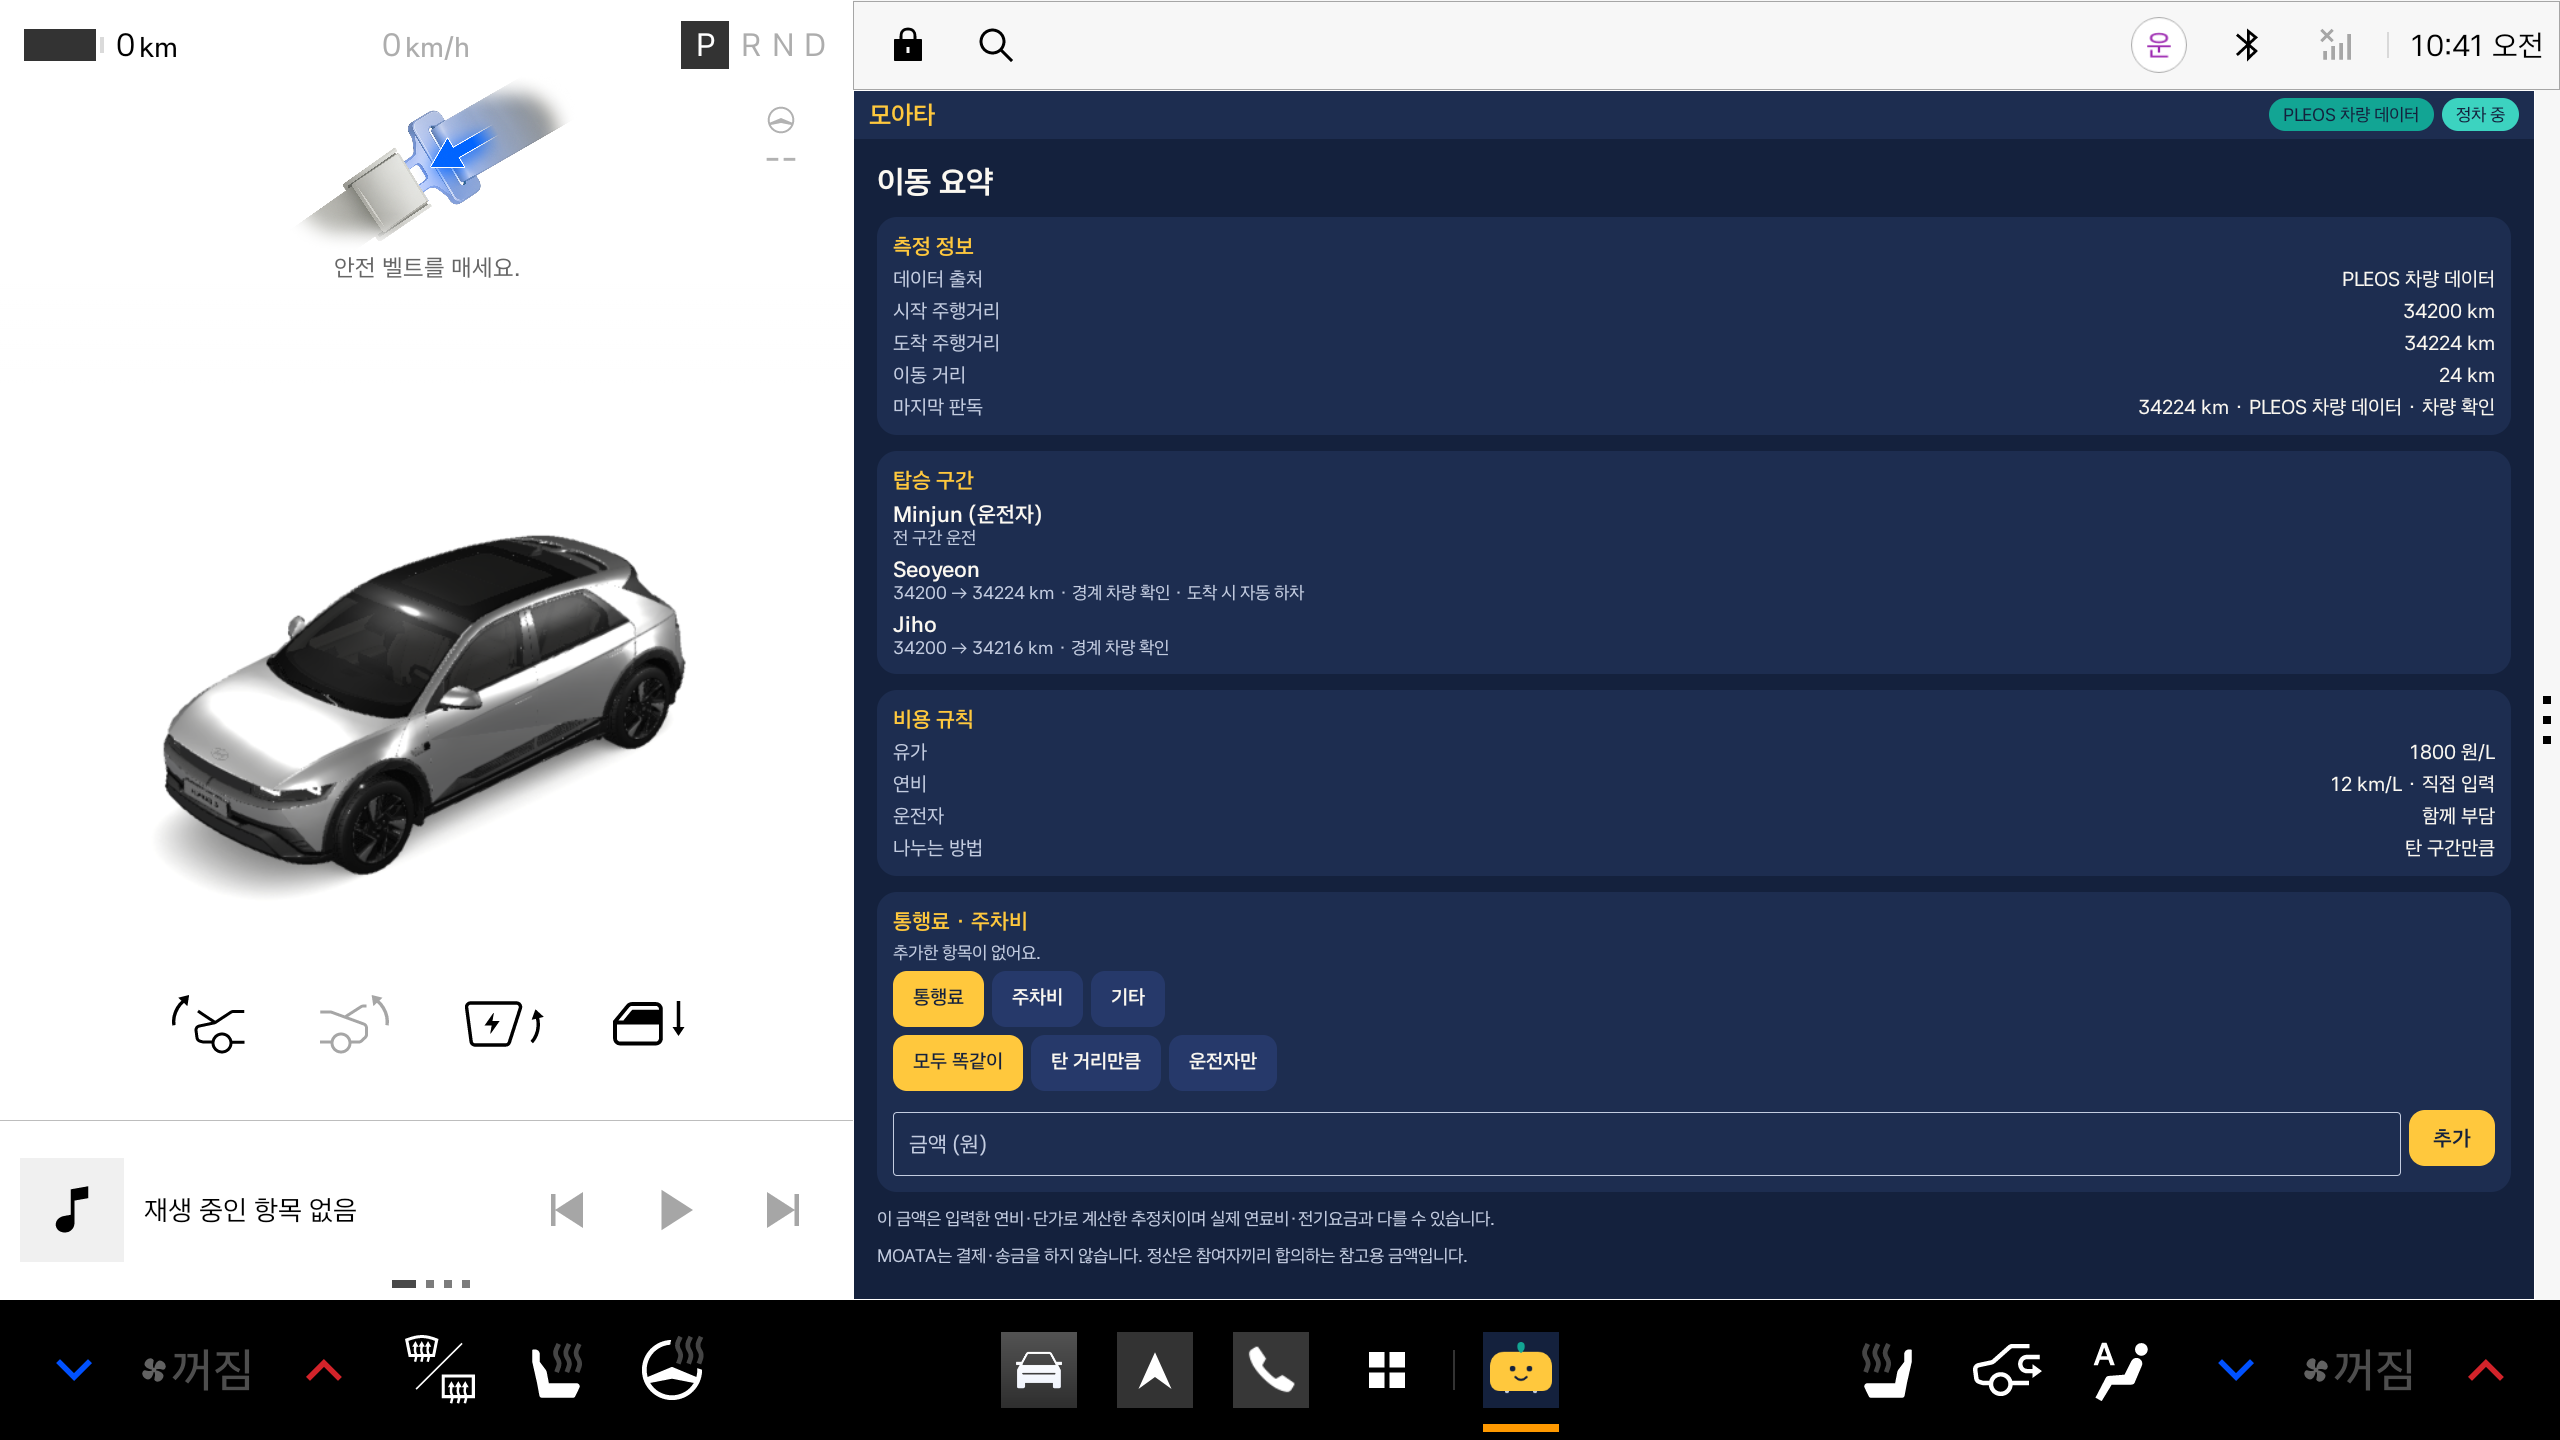 0 km
0 km/h
P R N D
안전 벨트를 매세요.
재생 중인 항목 없음
운
10:41 오전
모아타
PLEOS 차량 데이터
정차 중
이동 요약
측정 정보
데이터 출처 PLEOS 차량 데이터
시작 주행거리 34200 km
도착 주행거리 34224 km
이동 거리 24 km
마지막 판독 34224 km · PLEOS 차량 데이터 · 차량 확인
탑승 구간
Minjun (운전자)
전 구간 운전
Seoyeon
34200 → 34224 km · 경계 차량 확인 · 도착 시 자동 하차
Jiho
34200 → 34216 km · 경계 차량 확인
비용 규칙
유가 1800 원/L
연비 12 km/L · 직접 입력
운전자 함께 부담
나누는 방법 탄 구간만큼
통행료 · 주차비
추가한 항목이 없어요.
통행료 주차비 기타
모두 똑같이 탄 거리만큼 운전자만
금액 (원) 추가
이 금액은 입력한 연비·단가로 계산한 추정치이며 실제 연료비·전기요금과 다를 수 있습니다.
MOATA는 결제·송금을 하지 않습니다. 정산은 참여자끼리 합의하는 참고용 금액입니다.
꺼짐
A
꺼짐